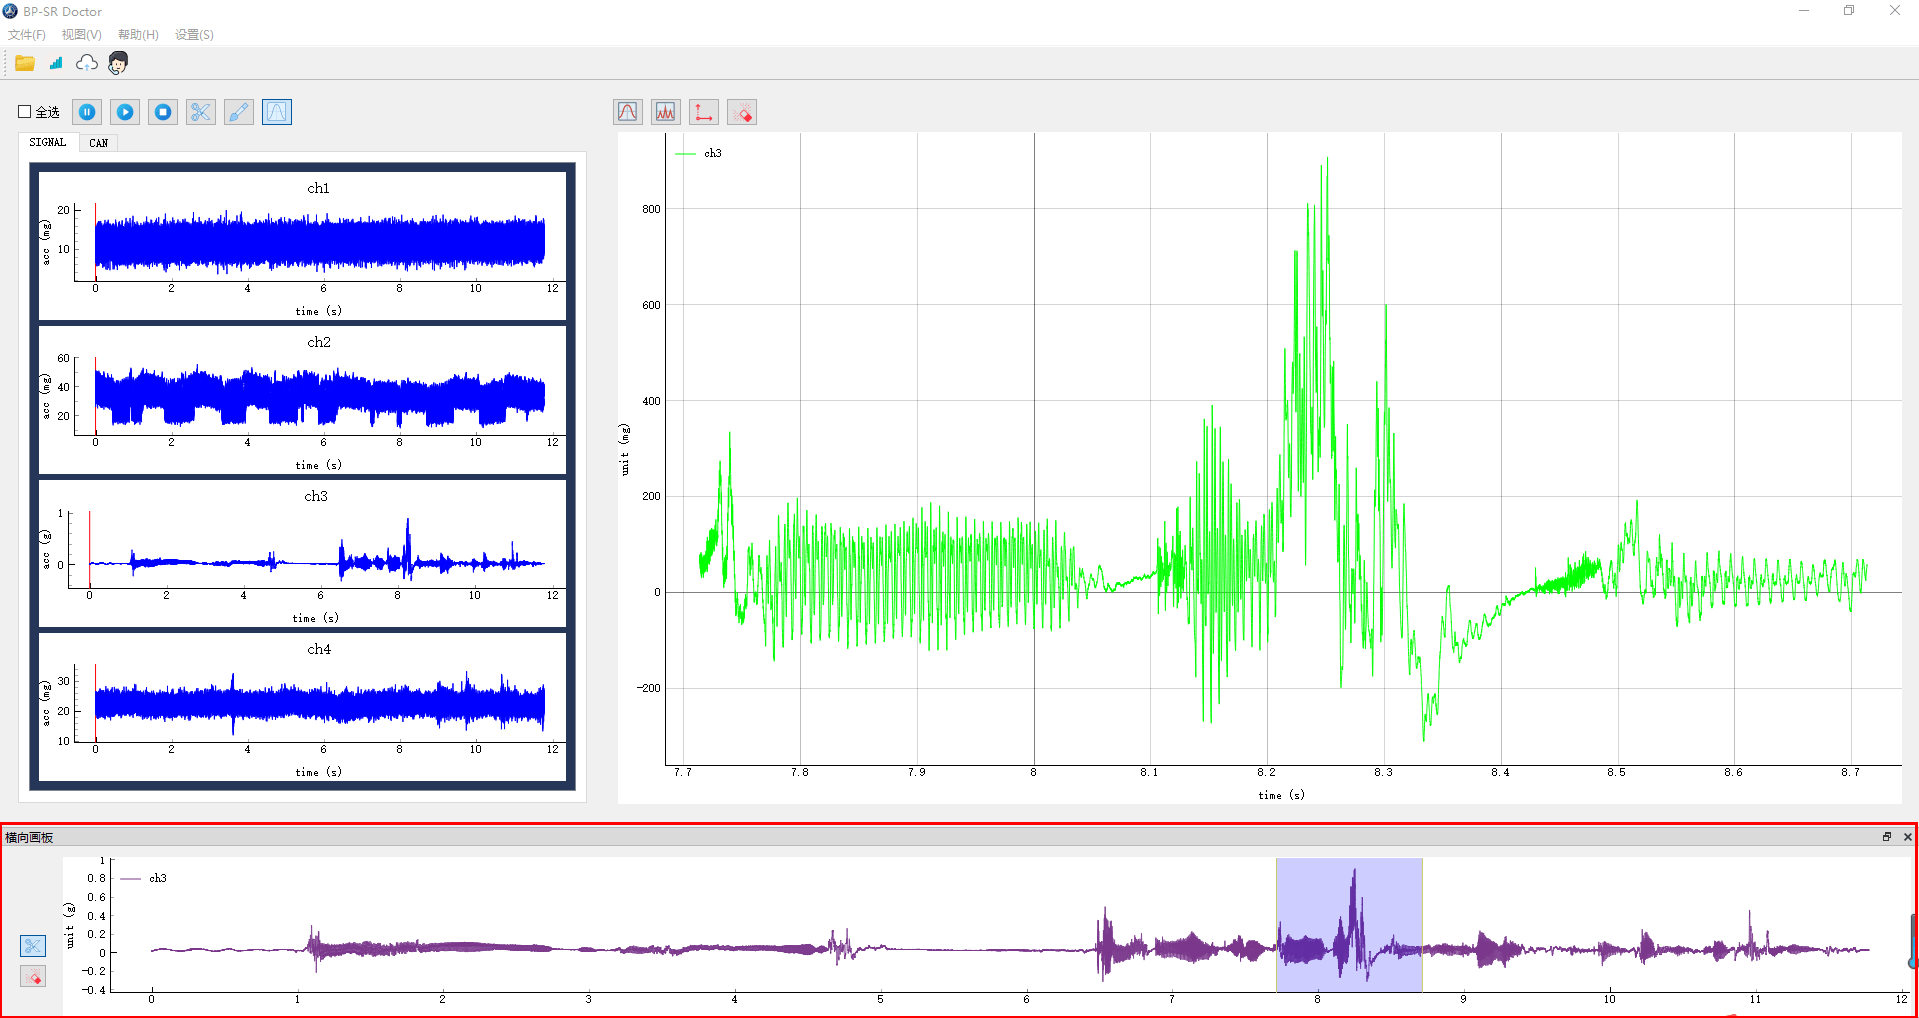 BP-SR Doctor
文件(F) 视图(V) 帮助(H) 设置(S)
全选
SIGNAL CAN
ch1
acc (mg)
20
10
0 2 4 6 8 10 12
time (s)
ch2
acc (mg)
60
40
20
0 2 4 6 8 10 12
time (s)
ch3
acc (g)
1
0
0 2 4 6 8 10 12
time (s)
ch4
acc (mg)
30
20
10
0 2 4 6 8 10 12
time (s)
ch3
unit (mg)
800
600
400
200
0
-200
7.7 7.8 7.9 8 8.1 8.2 8.3 8.4 8.5 8.6 8.7
time (s)
横向画板
ch3
unit (g)
1
0.8
0.6
0.4
0.2
0
-0.2
-0.4
0 1 2 3 4 5 6 7 8 9 10 11 12